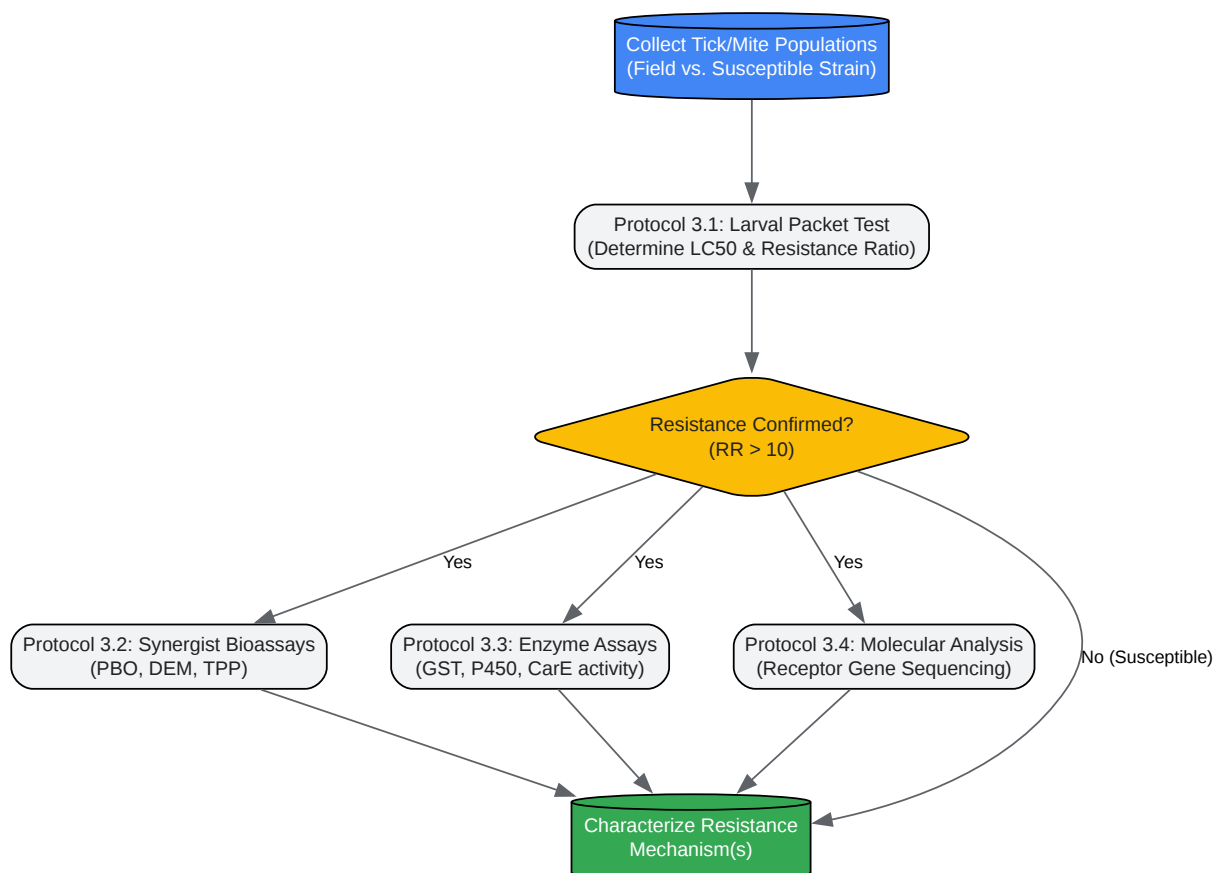 Collect Tick/Mite Populations
(Field vs. Susceptible Strain)
Protocol 3.1: Larval Packet Test
(Determine LC50 & Resistance Ratio)
Resistance Confirmed?
(RR > 10)
Yes
Yes
Yes
No (Susceptible)
Protocol 3.2: Synergist Bioassays
(PBO, DEM, TPP)
Protocol 3.3: Enzyme Assays
(GST, P450, CarE activity)
Protocol 3.4: Molecular Analysis
(Receptor Gene Sequencing)
Characterize Resistance
Mechanism(s)